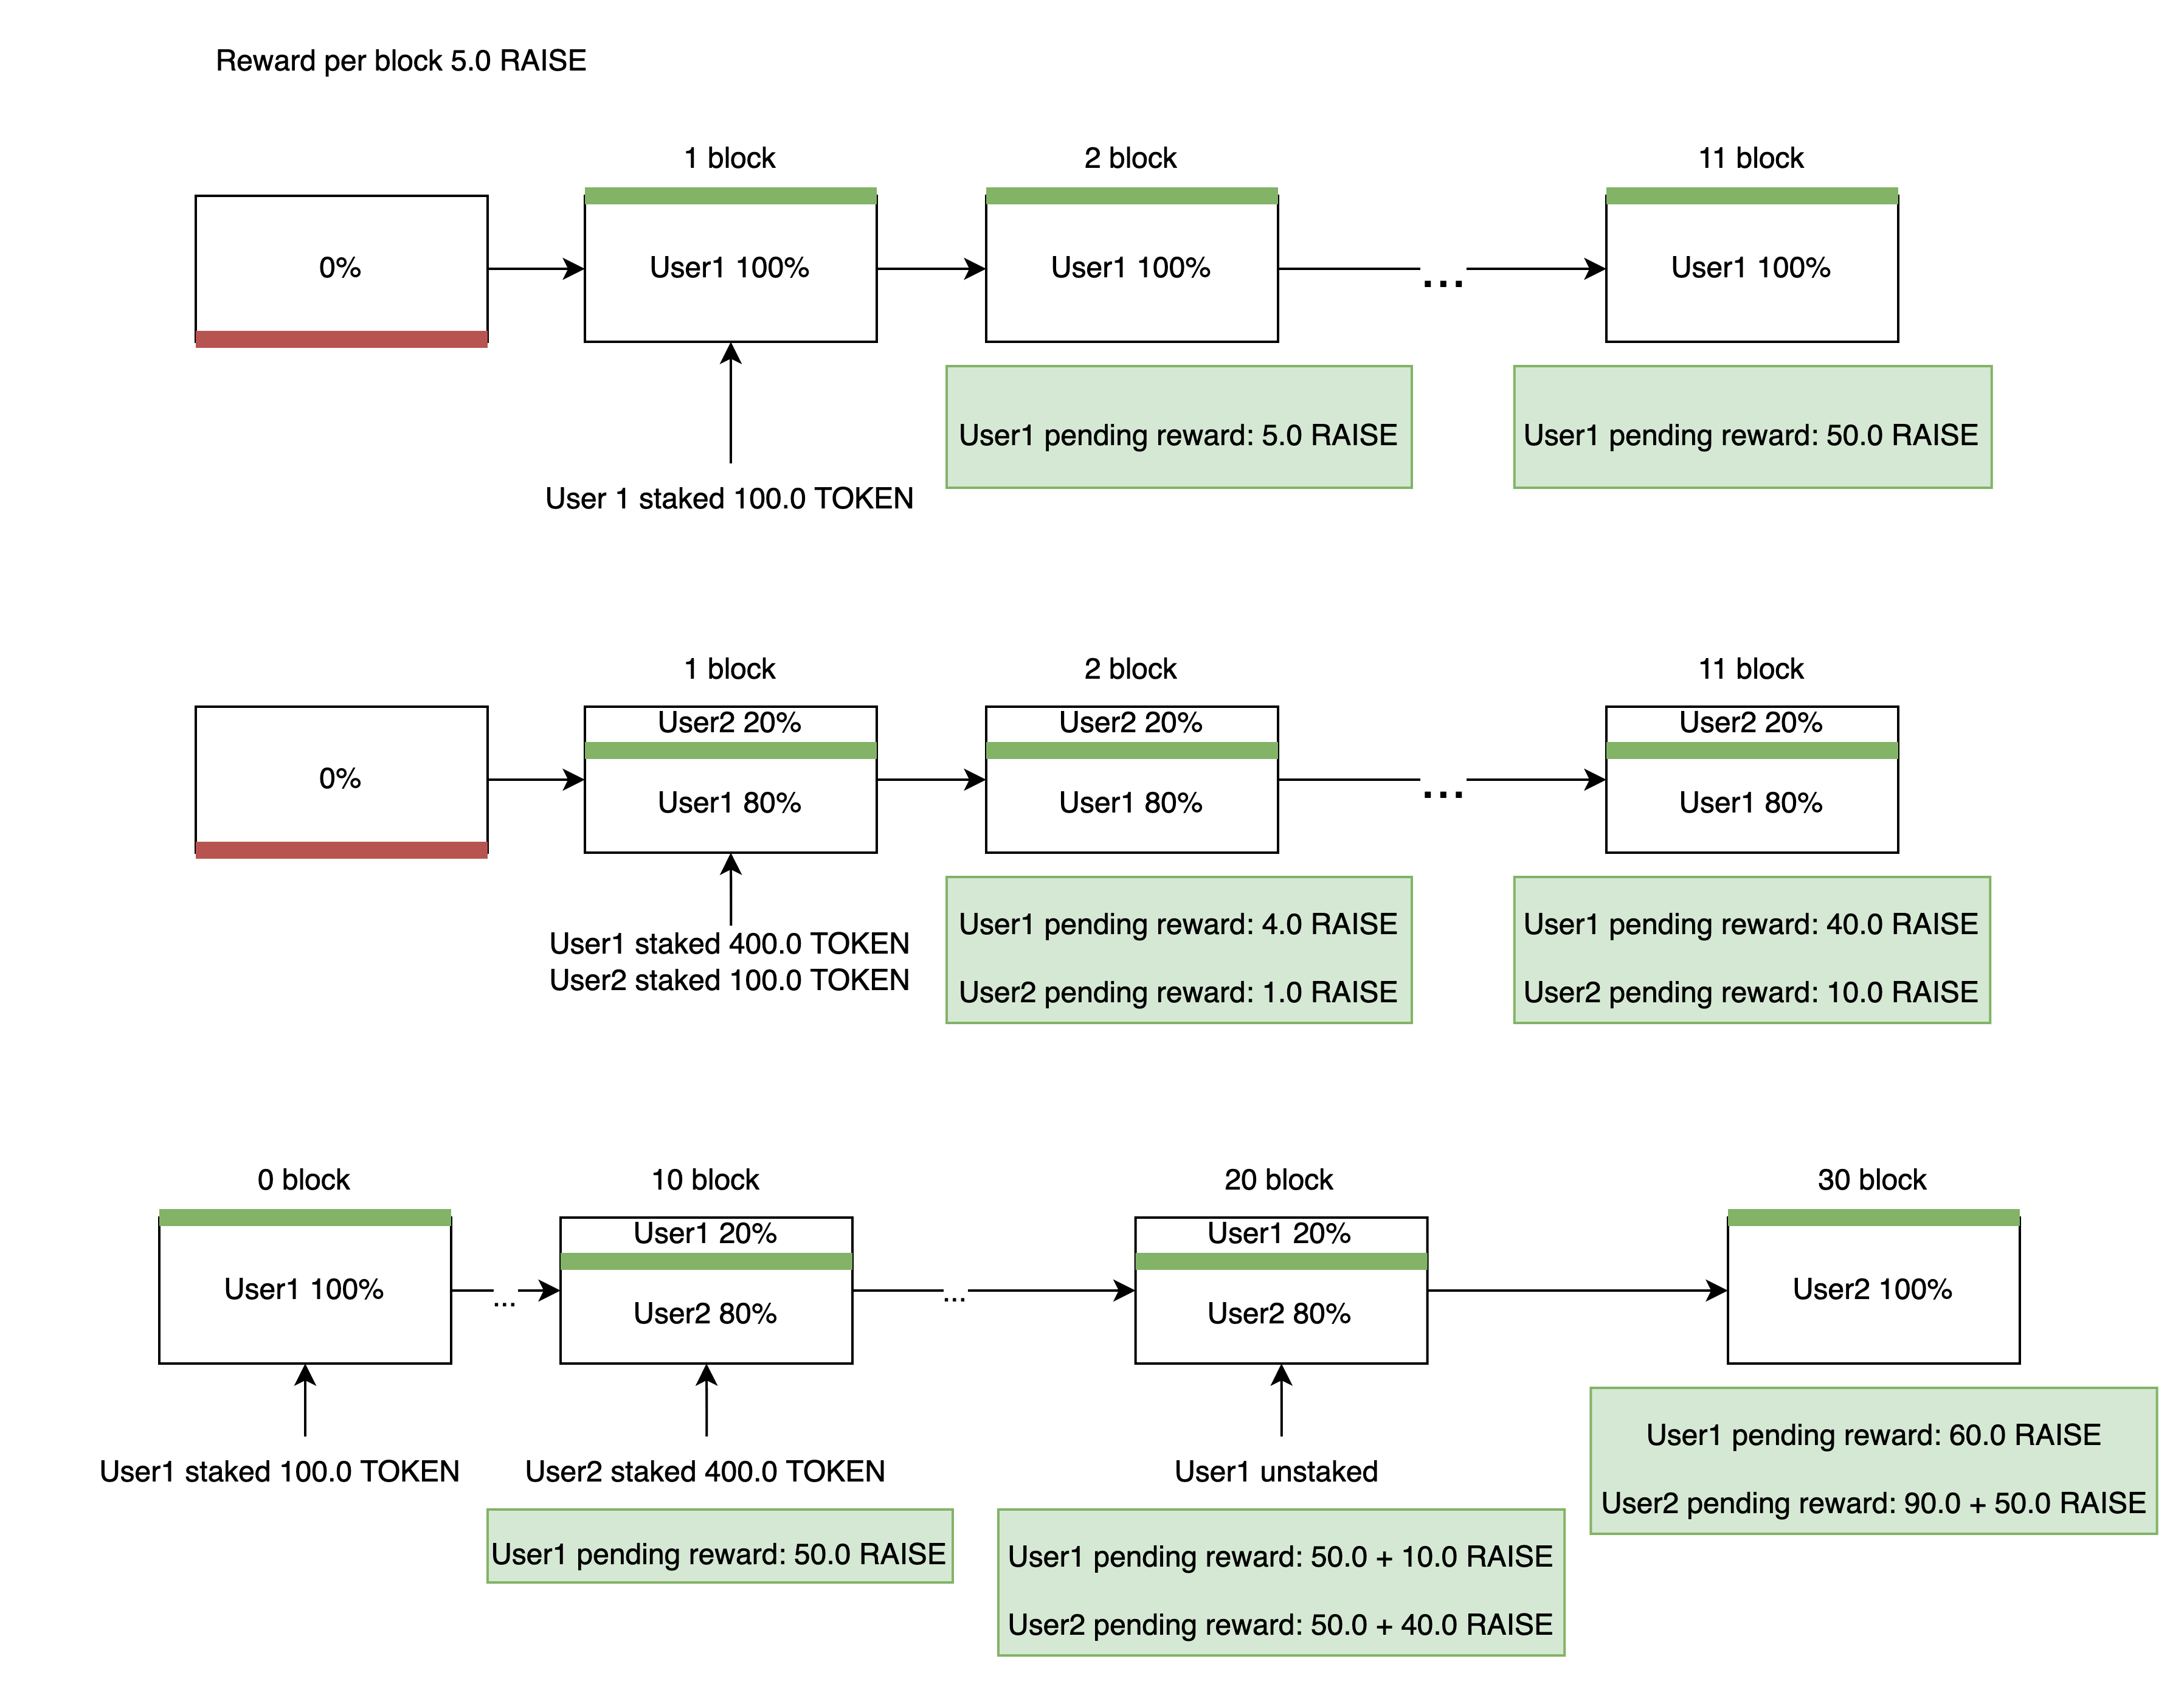 Reward per block 5.0 RAISE
1 block
2 block
11 block
0%
User1 100%
User1 100%
...
User1 100%
User1 pending reward: 5.0 RAISE
User1 pending reward: 50.0 RAISE
User 1 staked 100.0 TOKEN
1 block
2 block
11 block
0%
User2 20%
User1 80%
User2 20%
User1 80%
...
User2 20%
User1 80%
User1 staked 400.0 TOKEN
User2 staked 100.0 TOKEN
User1 pending reward: 4.0 RAISE
User2 pending reward: 1.0 RAISE
User1 pending reward: 40.0 RAISE
User2 pending reward: 10.0 RAISE
0 block
10 block
20 block
30 block
User1 100%
...
User1 20%
User2 80%
...
User1 20%
User2 80%
User2 100%
User1 staked 100.0 TOKEN
User2 staked 400.0 TOKEN
User1 unstaked
User1 pending reward: 50.0 RAISE
User1 pending reward: 50.0 + 10.0 RAISE
User2 pending reward: 50.0 + 40.0 RAISE
User1 pending reward: 60.0 RAISE
User2 pending reward: 90.0 + 50.0 RAISE